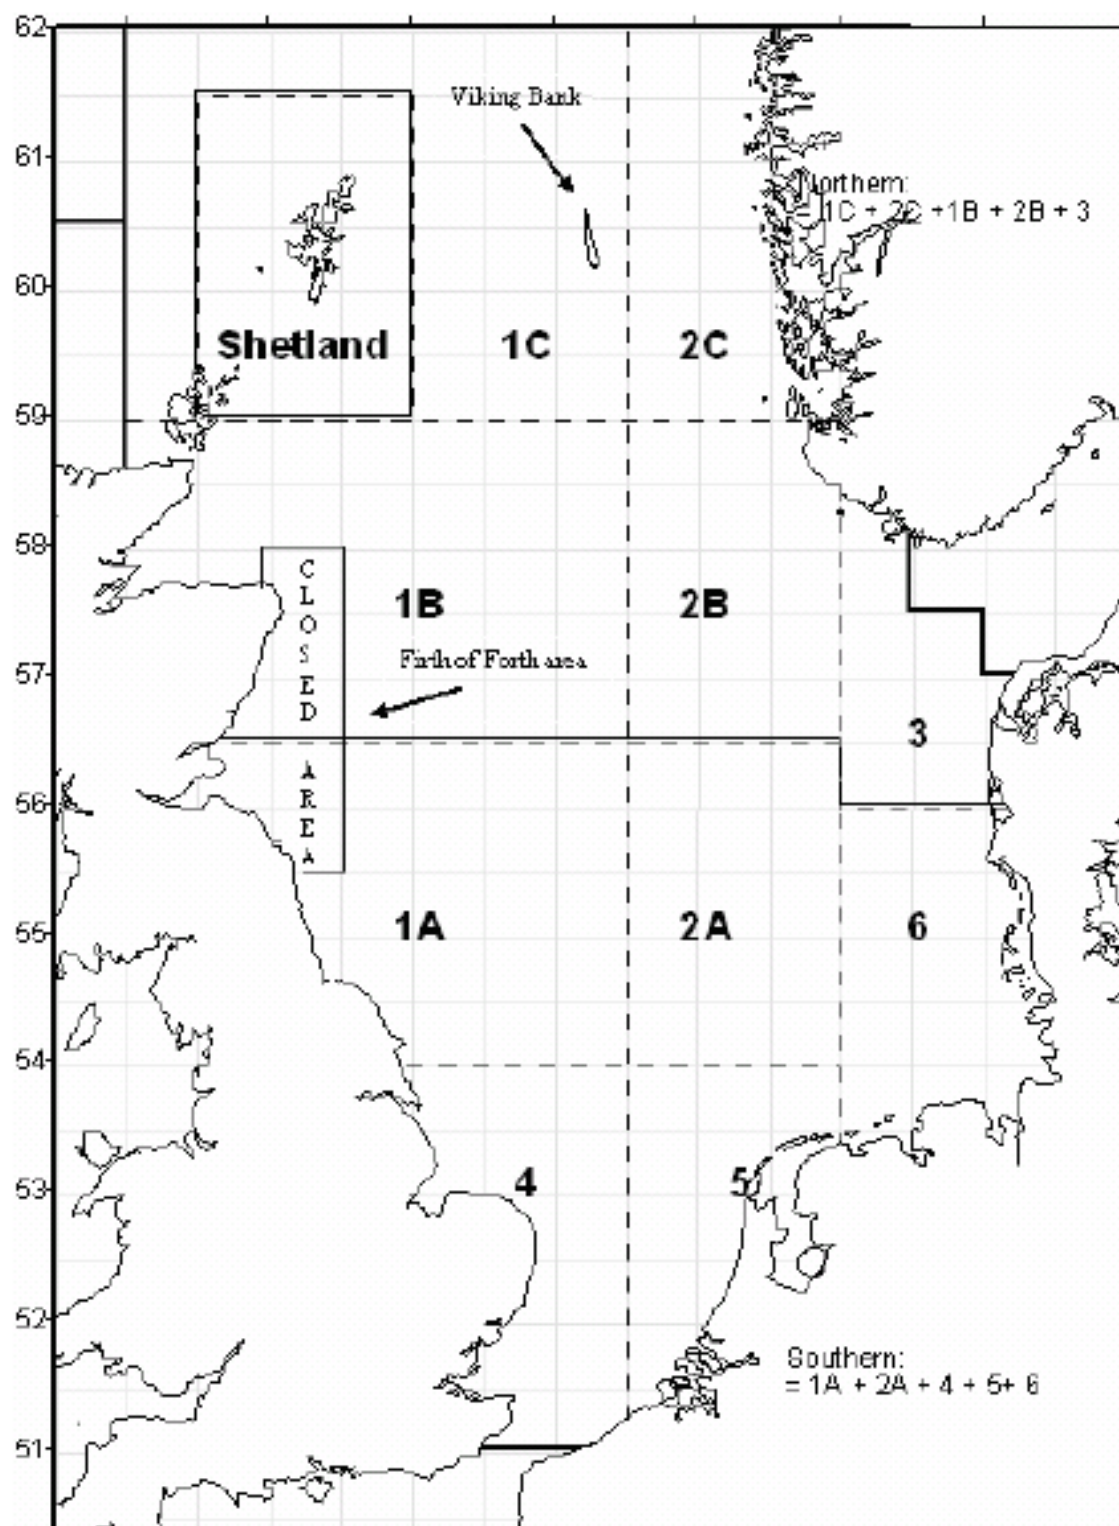 62
Viking Bank
61
Northern:
= 1C + 2C +1B + 2B + 3
60
Shetland
1C
2C
59
58
CLOSED
1B
2B
Firth of Forth area
57
3
AREA
56
1A
2A
6
55
54
53
4
5
52
Southern:
= 1A + 2A + 4 + 5+ 6
51